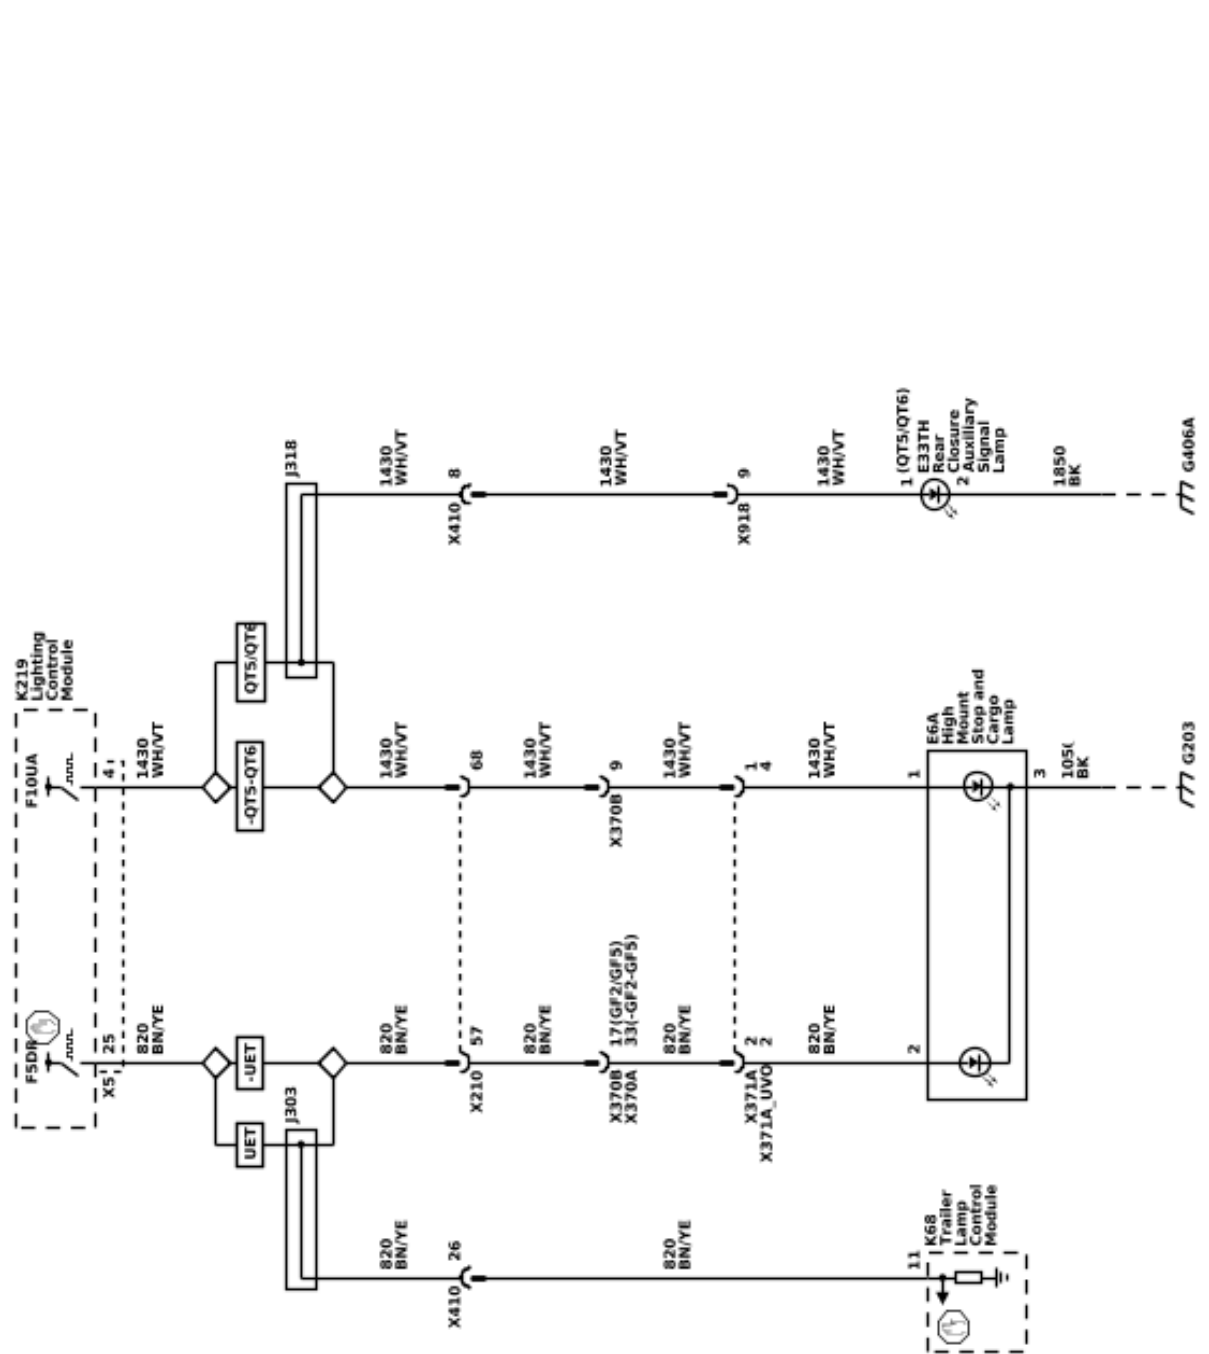 K219
Lighting
Control
Module
F10UA
4
F5DR
X5
25
1430
WH/VT
820
BN/YE
QT5/QT6
-QT5-QT6
-UET
UET
J318
J303
1430
WH/VT
1430
WH/VT
820
BN/YE
820
BN/YE
X410
8
68
X210
57
X410
26
1430
WH/VT
1430
WH/VT
820
BN/YE
X370B
9
X370B
17(GF2/GF5)
X370A
33(-GF2-GF5)
1430
WH/VT
820
BN/YE
820
BN/YE
X918
9
1
4
X371A
2
X371A_UVO
2
1430
WH/VT
1430
WH/VT
820
BN/YE
1
(QT5/QT6)
E33TH
Rear
Closure
Auxiliary
Signal
Lamp
2
E6A
High
Mount
Stop and
Cargo
Lamp
1
2
3
K68
Trailer
Lamp
Control
Module
11
1850
BK
BK
G406A
G203